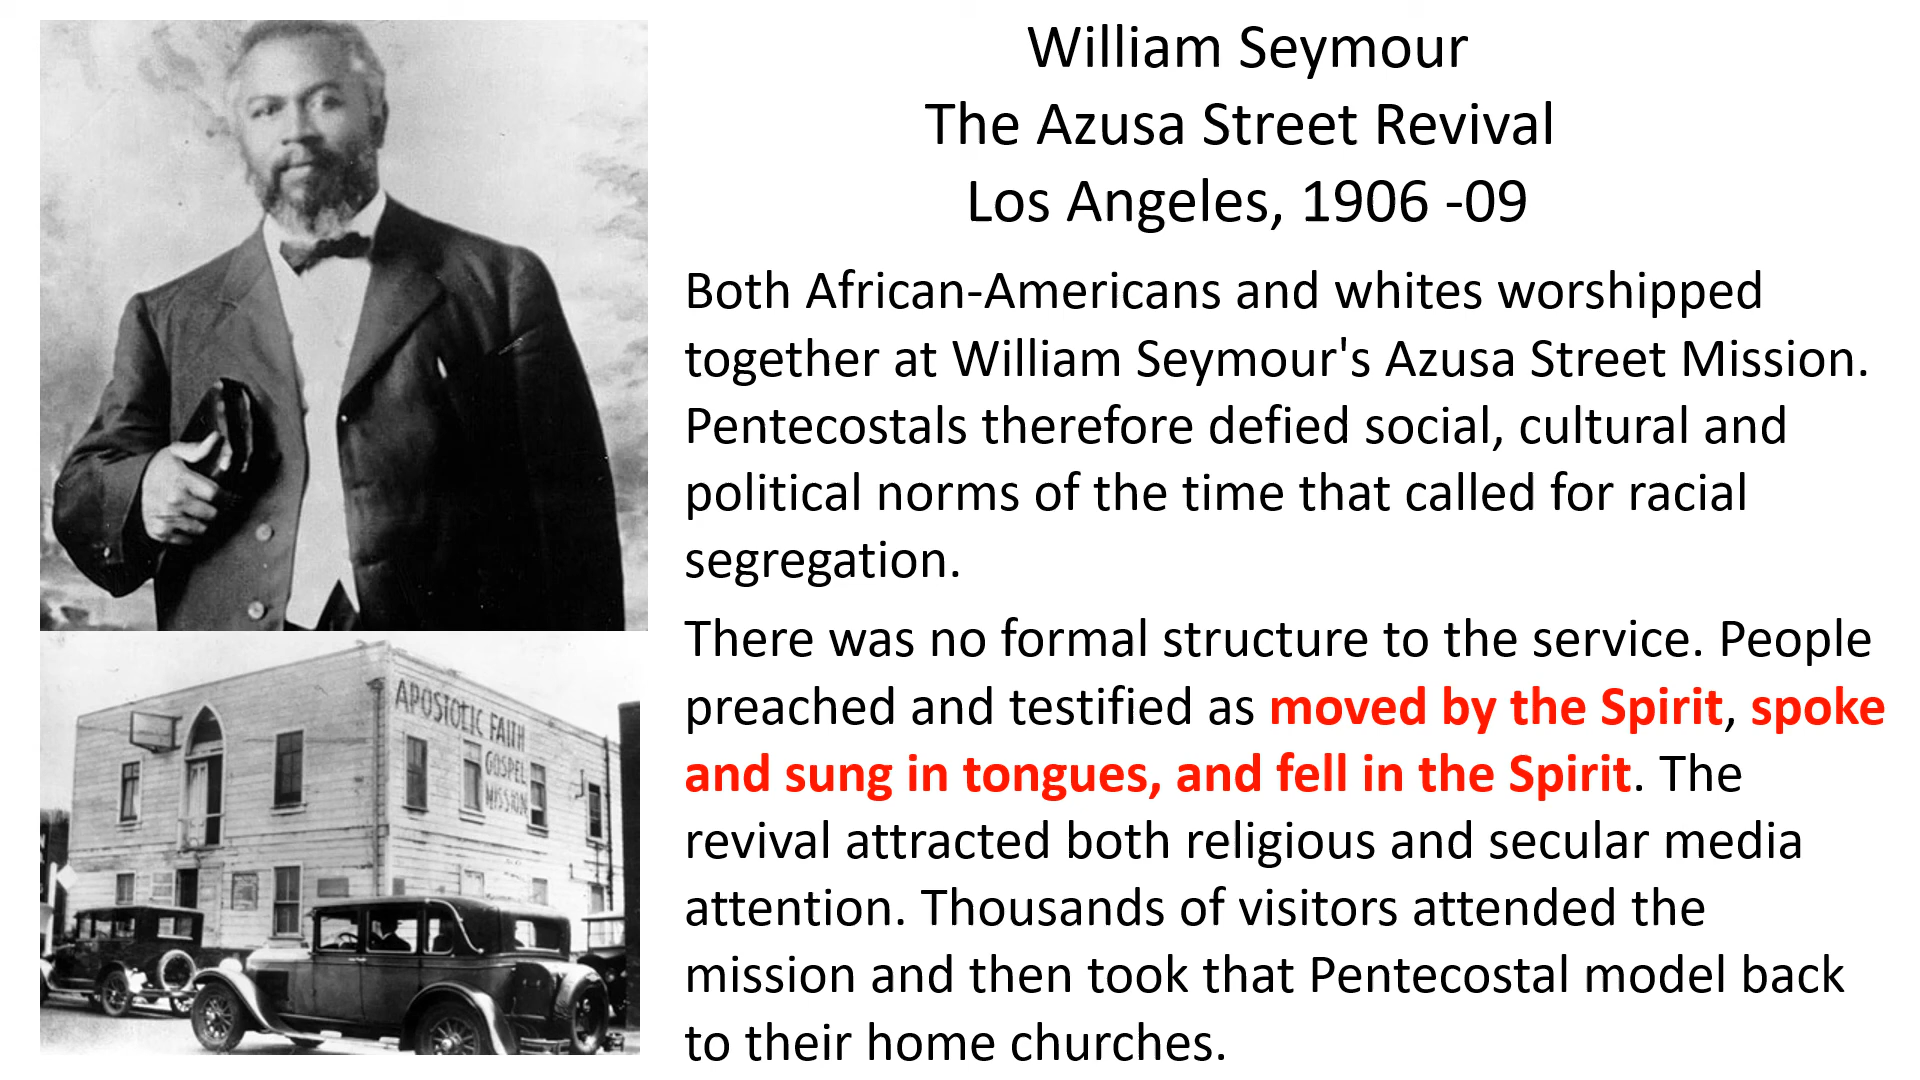 William Seymour
The Azusa Street Revival
Los Angeles, 1906 -09
Both African-Americans and whites worshipped
together at William Seymour's Azusa Street Mission.
Pentecostals therefore defied social, cultural and
political norms of the time that called for racial
segregation.
There was no formal structure to the service. People
preached and testified as moved by the Spirit, spoke
and sung in tongues, and fell in the Spirit. The
revival attracted both religious and secular media
attention. Thousands of visitors attended the
mission and then took that Pentecostal model back
to their home churches.
APOSTOLIC FAITH
GOSPEL
MISSION